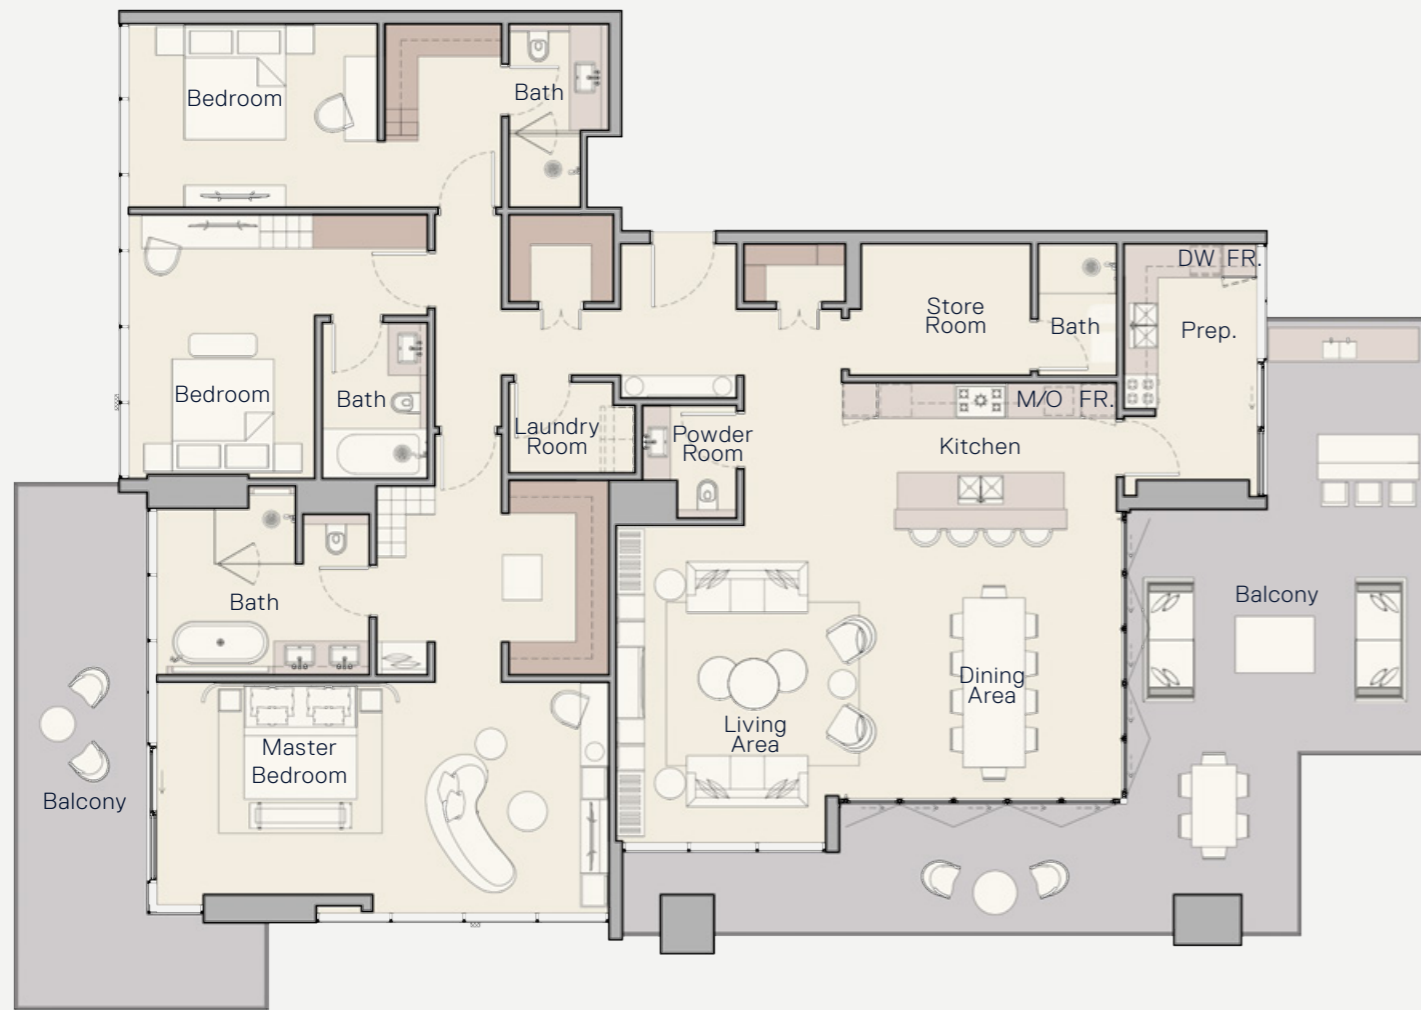 Bedroom
Bath
DW FR.
Store
Room
Bath
Prep.
Bedroom
Bath
M/O FR.
Laundry
Room
Powder
Room
Kitchen
Bath
Balcony
Dining
Area
Living
Area
Master
Bedroom
Balcony